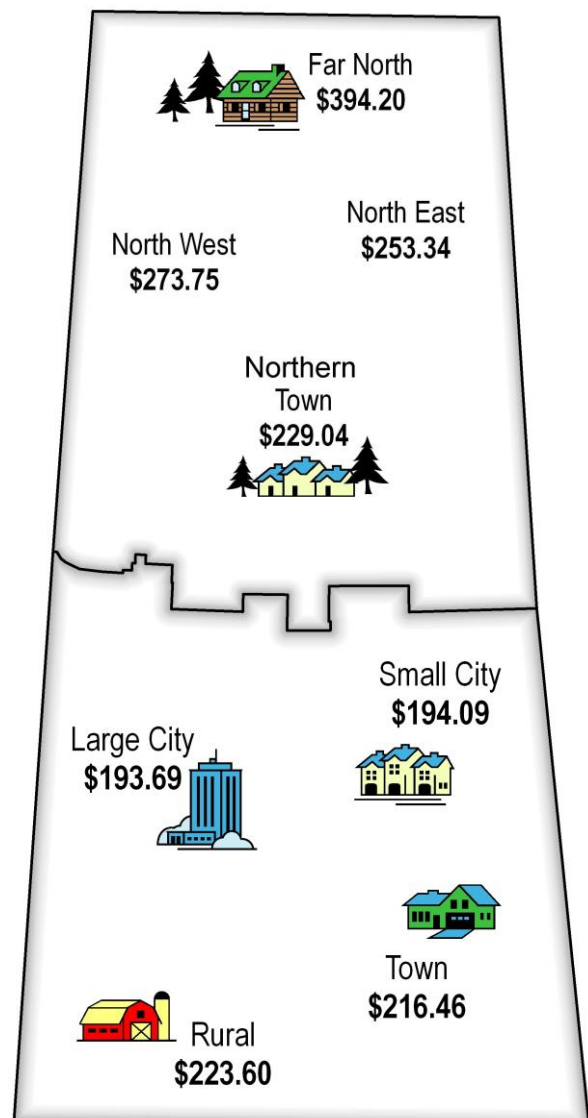 Far North
$394.20
North East
$253.34
North West
$273.75
Northern
Town
$229.04
Small City
$194.09
Large City
$193.69
Town
$216.46
Rural
$223.60